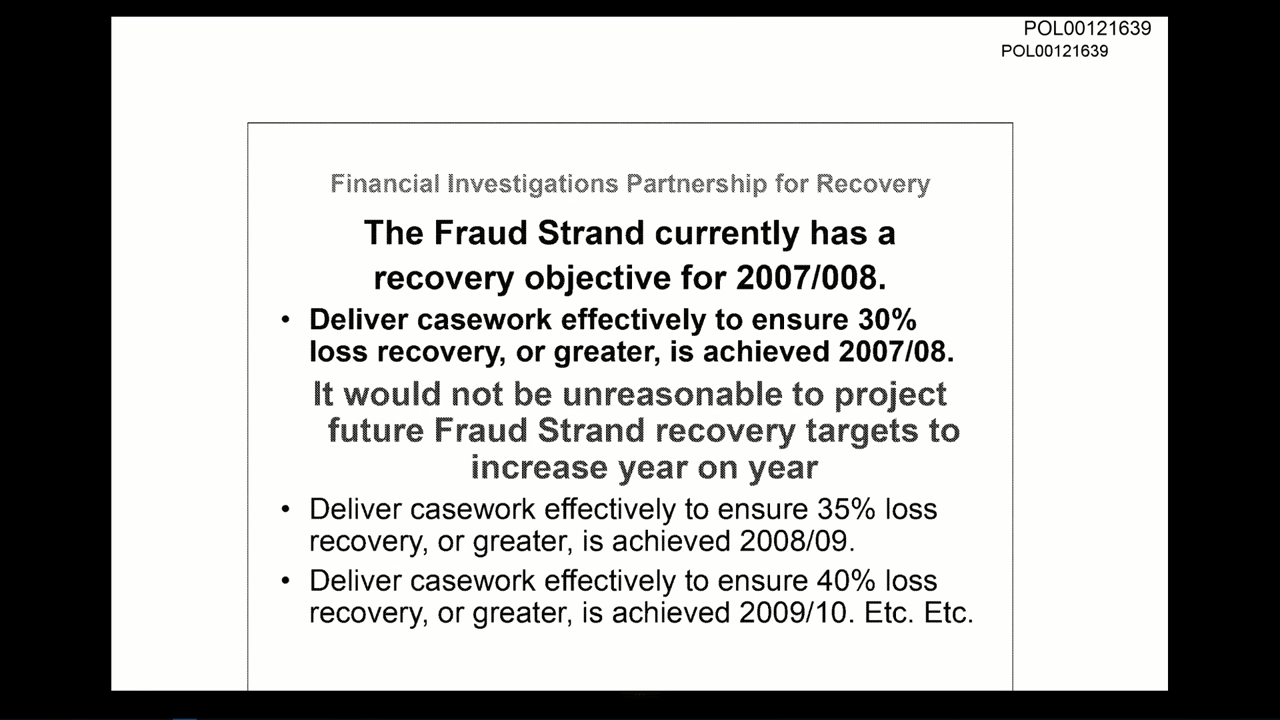 POL00121639
POL00121639
Financial Investigations Partnership for Recovery
The Fraud Strand currently has a
recovery objective for 2007/008.
• Deliver casework effectively to ensure 30%
loss recovery, or greater, is achieved 2007/08.
It would not be unreasonable to project
future Fraud Strand recovery targets to
increase year on year
• Deliver casework effectively to ensure 35% loss
recovery, or greater, is achieved 2008/09.
• Deliver casework effectively to ensure 40% loss
recovery, or greater, is achieved 2009/10. Etc. Etc.